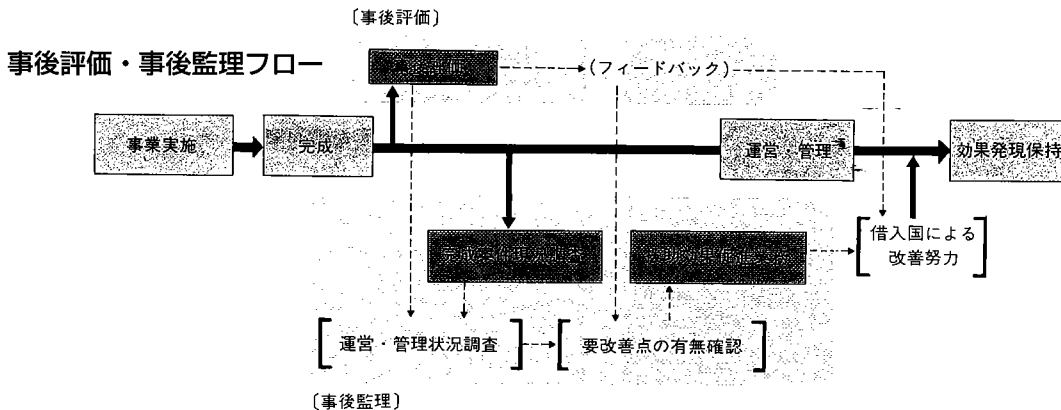 〔事後評価〕
事後評価・事後監理フロー
(フィードバック)
事業実施
完成
運営・管理
効果発現保持
借入国による
改善努力
運営・管理状況調査
要改善点の有無確認
〔事後監理〕